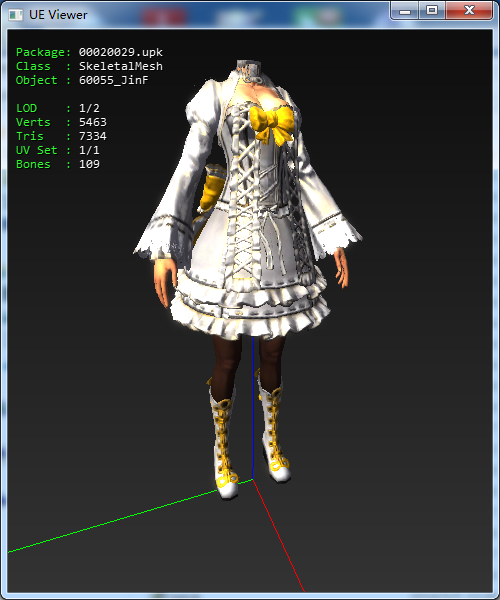 UE Viewer
Package: 00020029.upk
Class : SkeletalMesh
Object : 60055_JinF
LOD : 1/2
Verts : 5463
Tris : 7334
UV Set : 1/1
Bones : 109